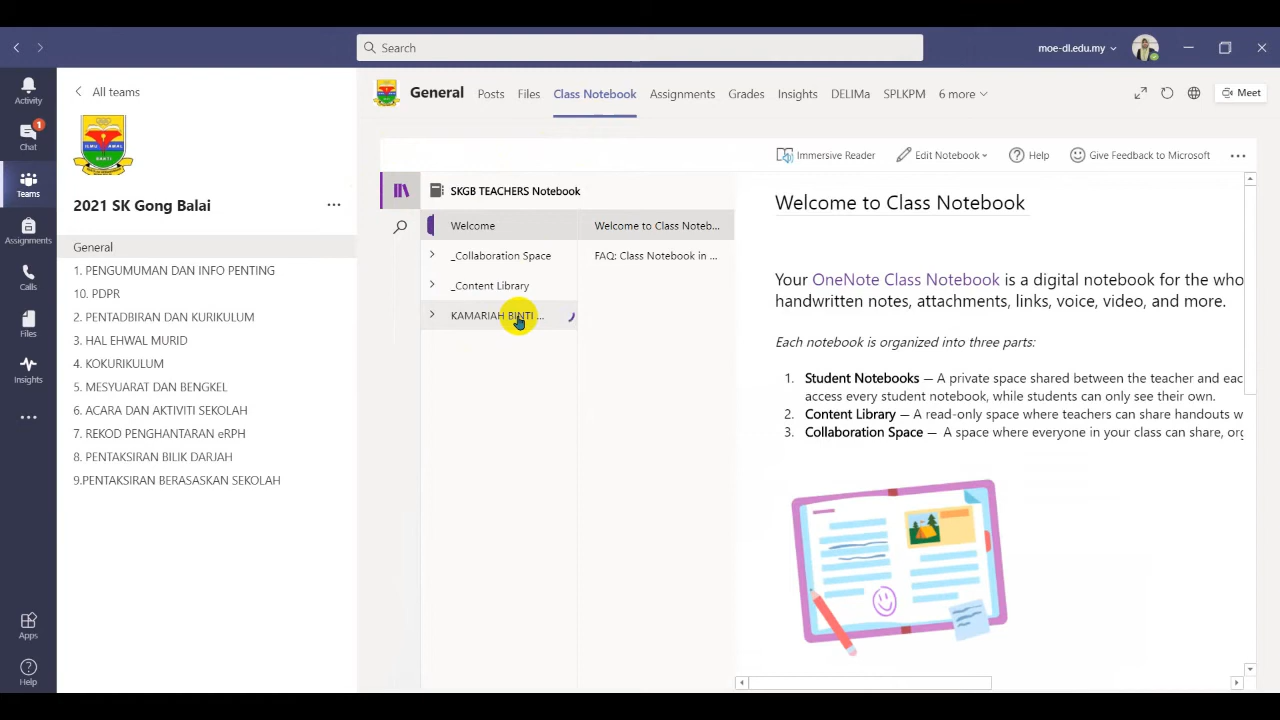 Search
moe-dl.edu.my
Activity
Chat
1
Teams
Assignments
Calls
Files
Insights
Apps
Help
All teams
2021 SK Gong Balai
General
1. PENGUMUMAN DAN INFO PENTING
10. PDPR
2. PENTADBIRAN DAN KURIKULUM
3. HAL EHWAL MURID
4. KOKURIKULUM
5. MESYUARAT DAN BENGKEL
6. ACARA DAN AKTIVITI SEKOLAH
7. REKOD PENGHANTARAN eRPH
8. PENTAKSIRAN BILIK DARJAH
9.PENTAKSIRAN BERASASKAN SEKOLAH
General Posts Files Class Notebook Assignments Grades Insights DELIMa SPLKPM 6 more
Meet
Immersive Reader Edit Notebook Help Give Feedback to Microsoft
SKGB TEACHERS Notebook
Welcome
_Collaboration Space
_Content Library
KAMARIAH BINTI ...
Welcome to Class Noteb...
FAQ: Class Notebook in ...
Welcome to Class Notebook
Your OneNote Class Notebook is a digital notebook for the who
handwritten notes, attachments, links, voice, video, and more.
Each notebook is organized into three parts:
1. Student Notebooks — A private space shared between the teacher and eac
access every student notebook, while students can only see their own.
2. Content Library — A read-only space where teachers can share handouts w
3. Collaboration Space — A space where everyone in your class can share, org